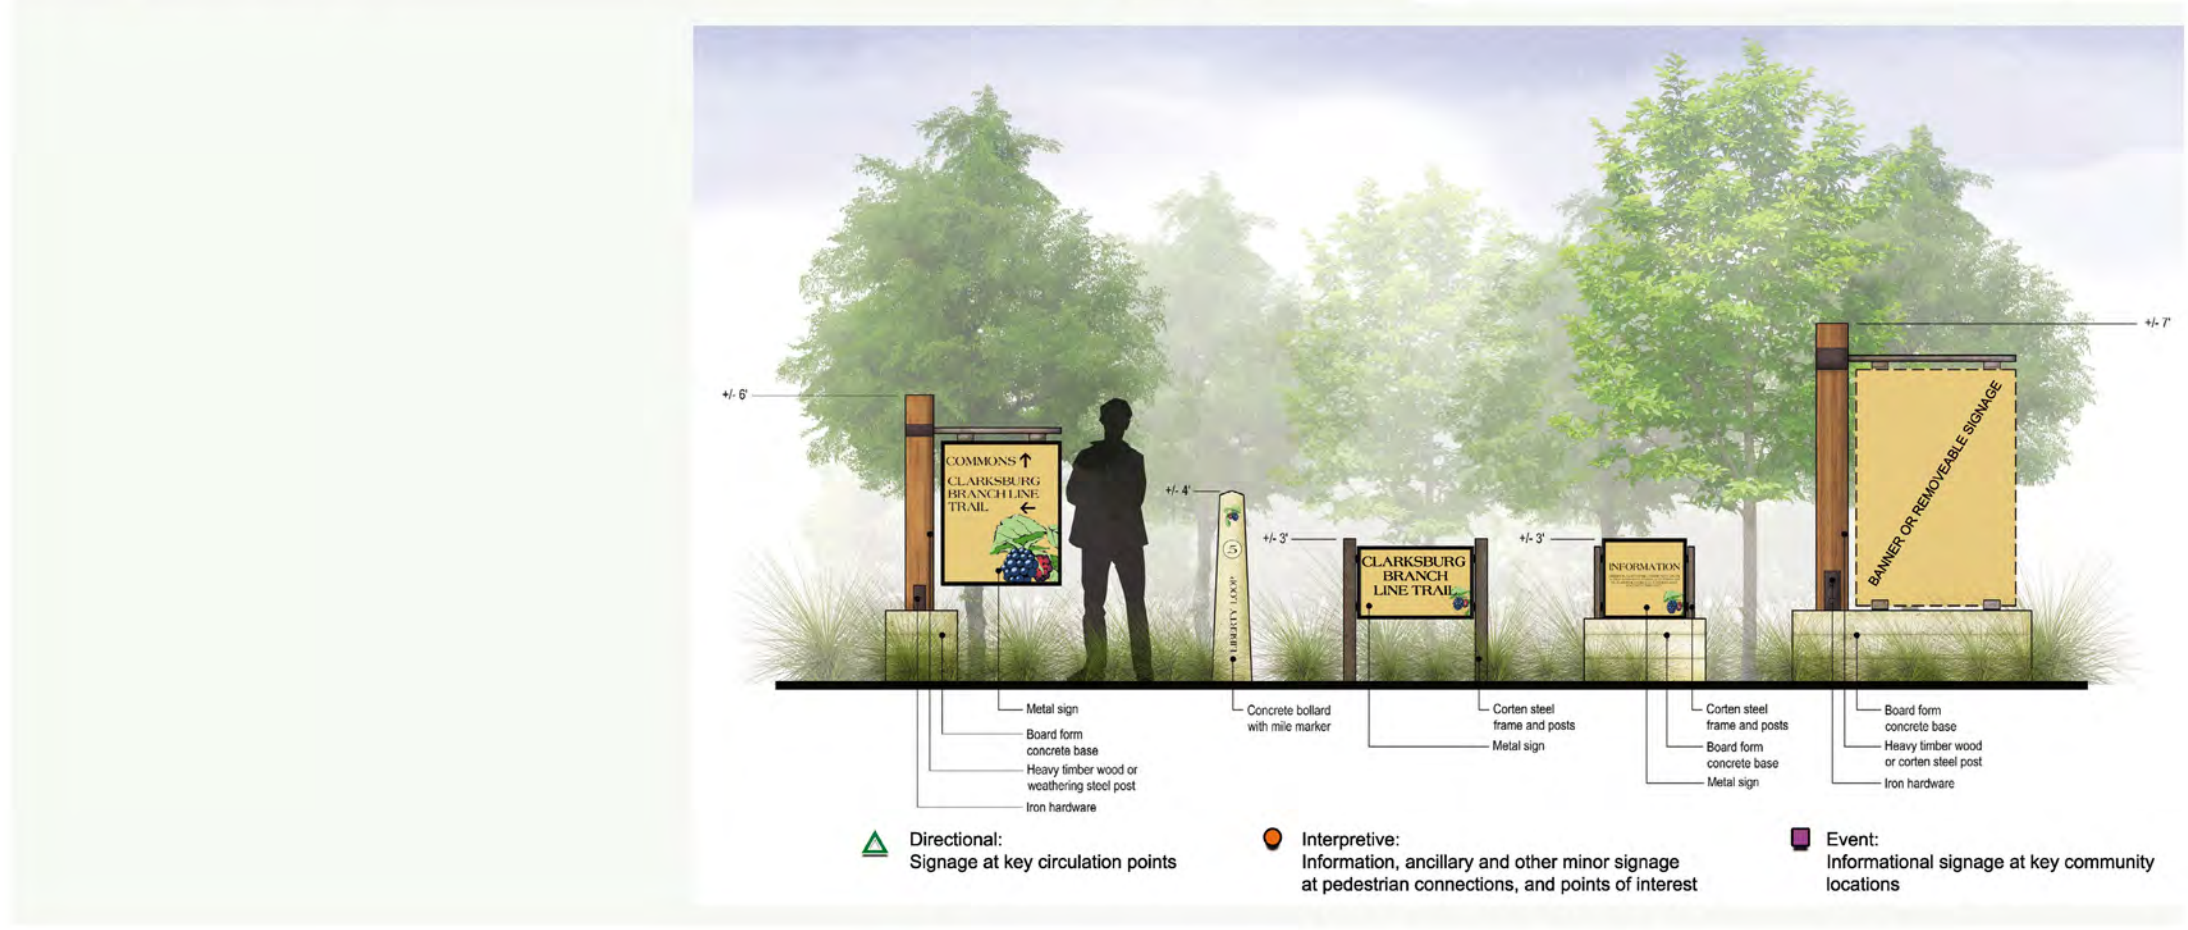 +/- 7'
+/- 6'
COMMONS ↑
CLARKSBURG
BRANCH LINE
TRAIL ←
+/- 4'
5
LIBERTY LOOP
+/- 3'
CLARKSBURG
BRANCH
LINE TRAIL
+/- 3'
INFORMATION
BANNER OR REMOVEABLE SIGNAGE
Metal sign
Board form
concrete base
Heavy timber wood or
weathering steel post
Iron hardware
Concrete bollard
with mile marker
Corten steel
frame and posts
Metal sign
Corten steel
frame and posts
Board form
concrete base
Metal sign
Board form
concrete base
Heavy timber wood
or corten steel post
Iron hardware
Directional:
Signage at key circulation points
Interpretive:
Information, ancillary and other minor signage
at pedestrian connections, and points of interest
Event:
Informational signage at key community
locations